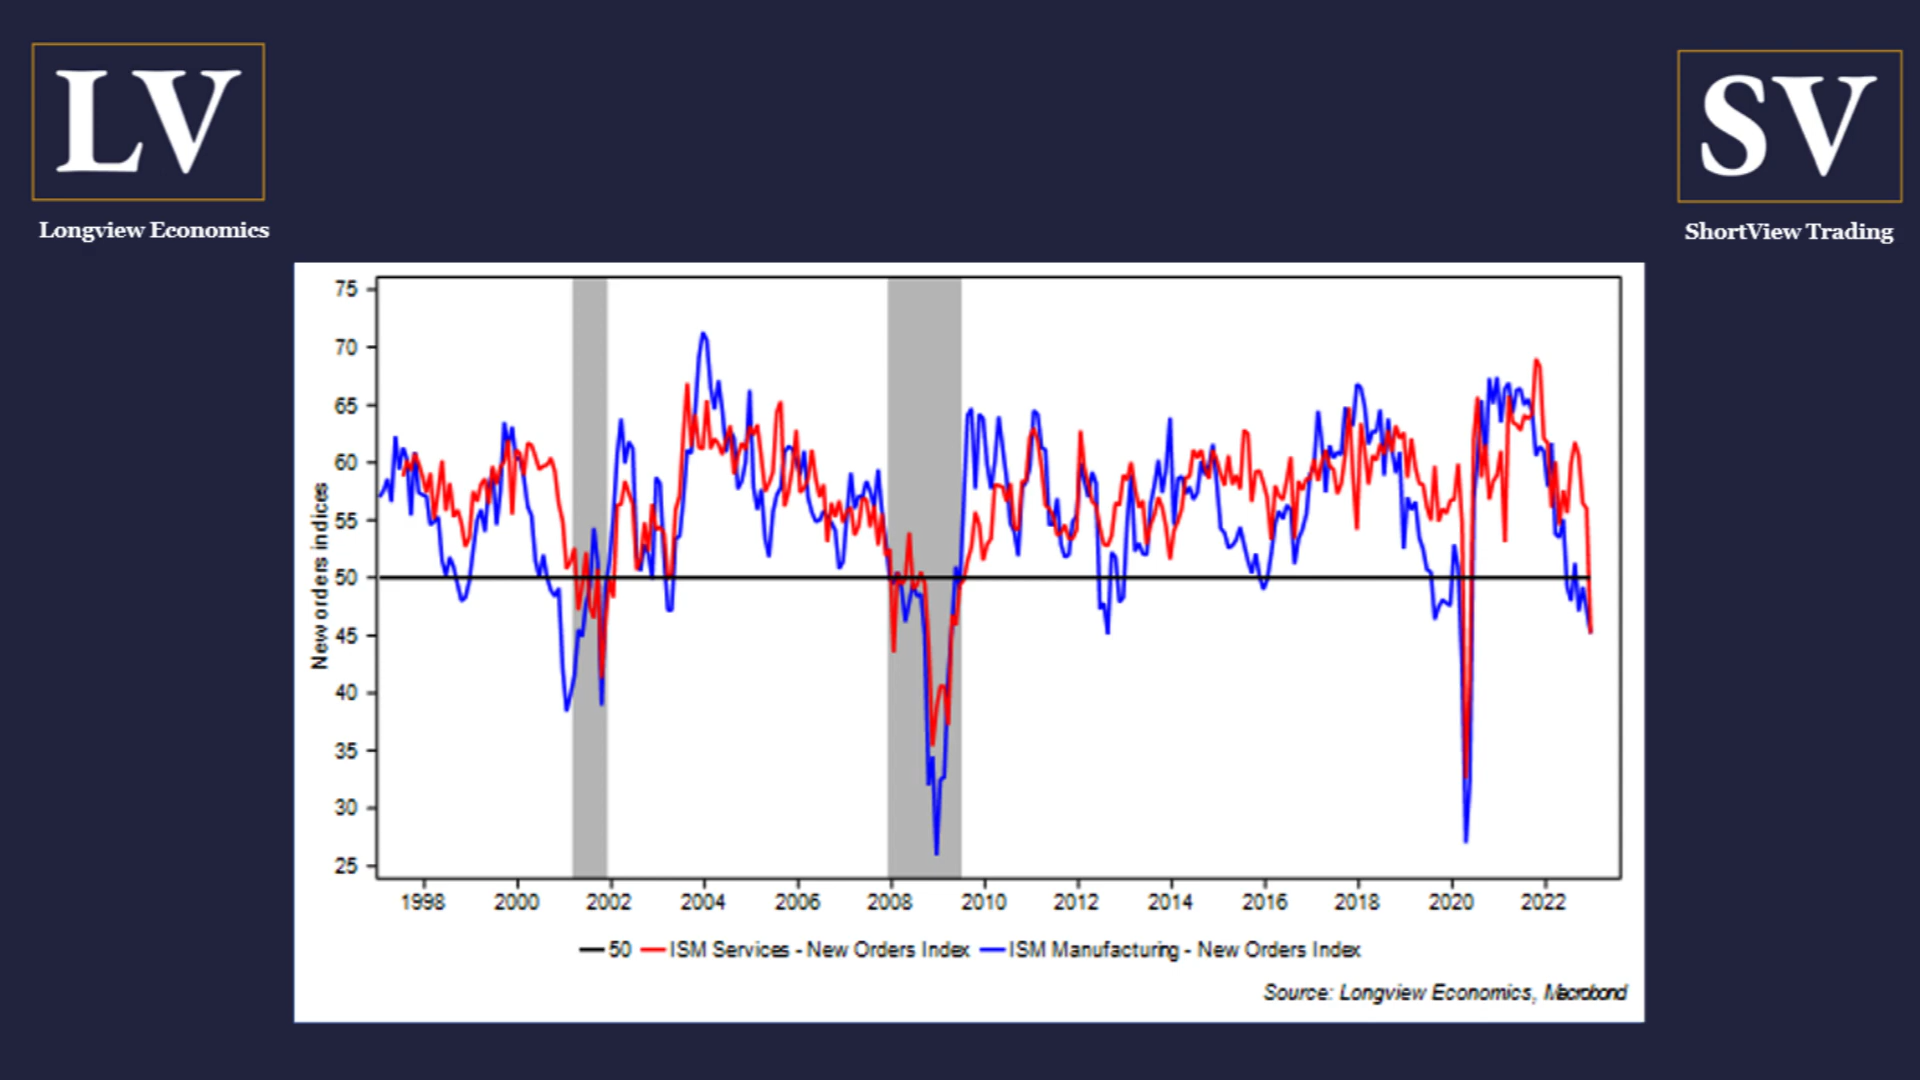 LV
Longview Economics
SV
ShortView Trading
New orders indices
75
70
65
60
55
50
45
40
35
30
25
1998 2000 2002 2004 2006 2008 2010 2012 2014 2016 2018 2020 2022
50 ISM Services - New Orders Index ISM Manufacturing - New Orders Index
Source: Longview Economics, Macrobond